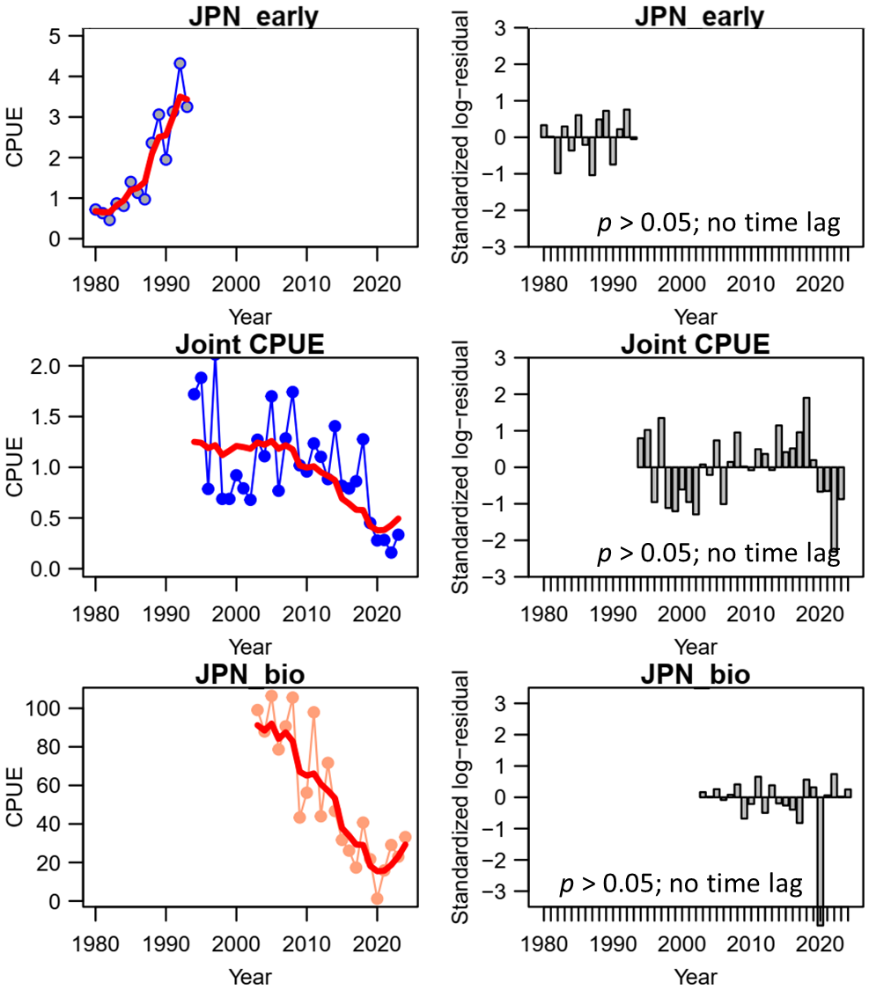 JPN_early
CPUE
5
4
3
2
1
0
1980 1990 2000 2010 2020
Year
JPN_early
Standardized log−residual
3
2
1
0
−1
−2
−3
p > 0.05; no time lag
1980 1990 2000 2010 2020
Year
Joint CPUE
CPUE
2.0
1.5
1.0
0.5
0.0
1980 1990 2000 2010 2020
Year
Joint CPUE
Standardized log−residual
3
2
1
0
−1
−2
−3
p > 0.05; no time lag
1980 1990 2000 2010 2020
Year
JPN_bio
CPUE
100
80
60
40
20
0
1980 1990 2000 2010 2020
Year
JPN_bio
Standardized log−residual
3
2
1
0
−1
−2
−3
p > 0.05; no time lag
1980 1990 2000 2010 2020
Year